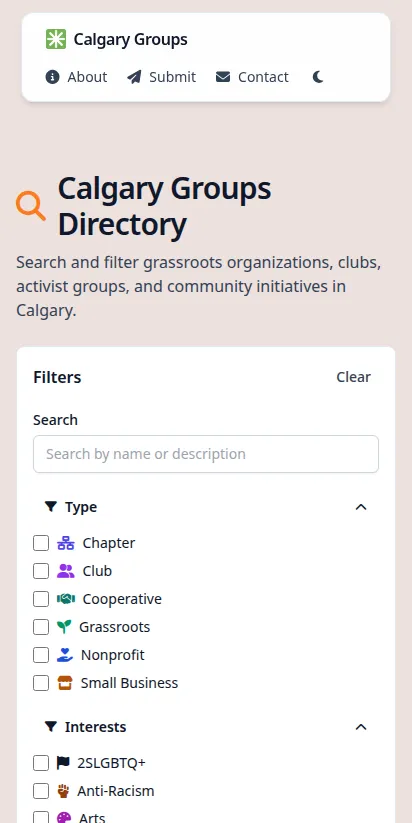 Calgary Groups
About Submit Contact
Calgary Groups
Directory
Search and filter grassroots organizations, clubs,
activist groups, and community initiatives in
Calgary.
Filters Clear
Search
Search by name or description
Type
Chapter
Club
Cooperative
Grassroots
Nonprofit
Small Business
Interests
2SLGBTQ+
Anti-Racism
Arts